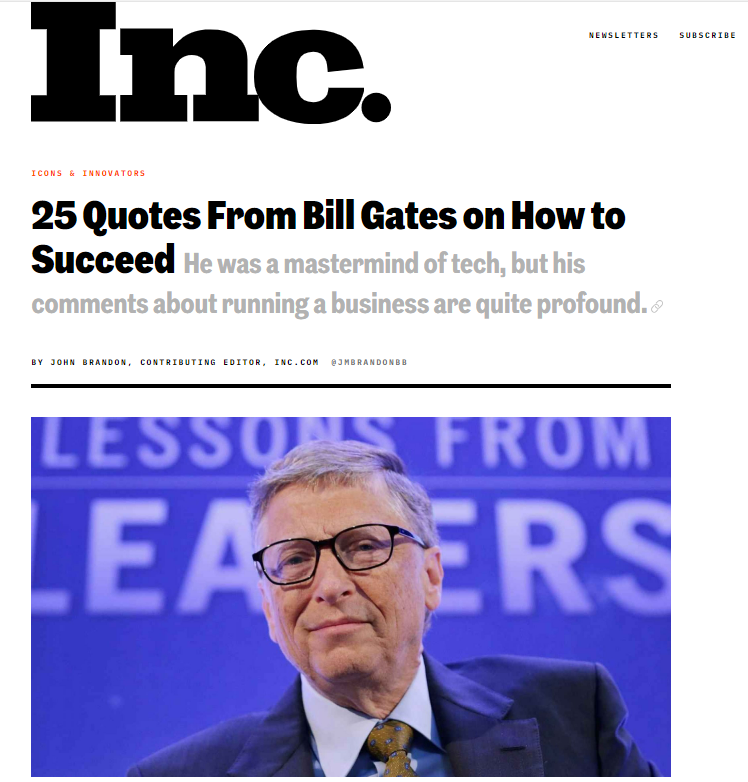 Inc.
NEWSLETTERS SUBSCRIBE
ICONS & INNOVATORS
25 Quotes From Bill Gates on How to
Succeed He was a mastermind of tech, but his
comments about running a business are quite profound.
BY JOHN BRANDON, CONTRIBUTING EDITOR, INC.COM @JMBRANDONBB
LESSONS FROM
LEA ERS